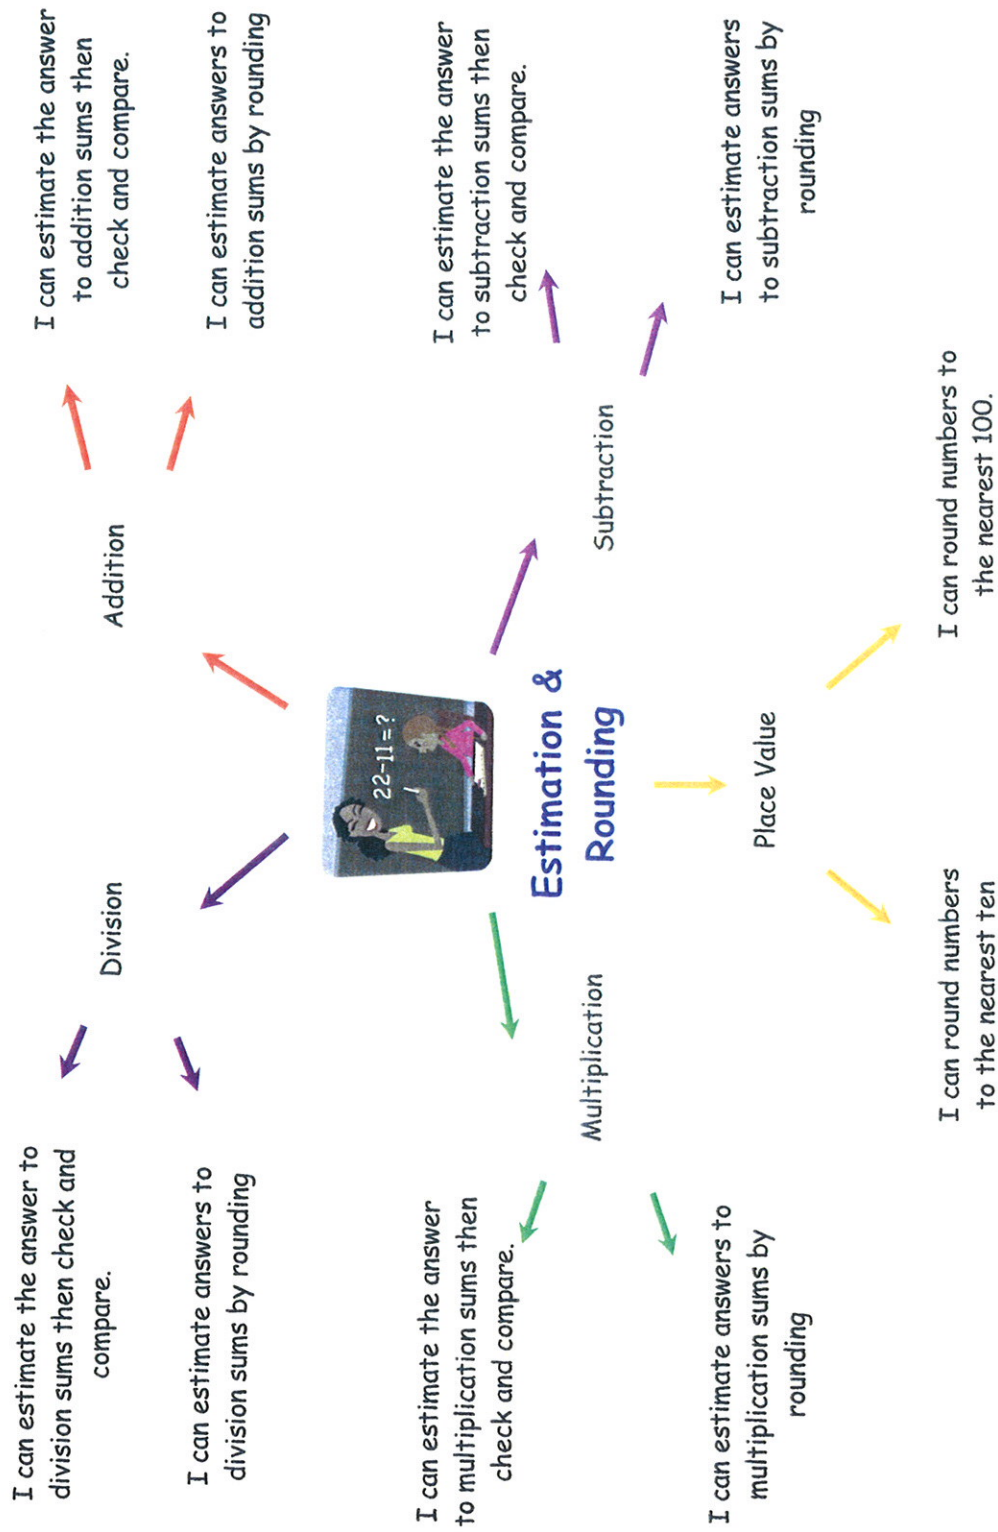 I can estimate the answer to
division sums then check and
compare.
I can estimate answers to
division sums by rounding
Division
Addition
I can estimate the answer
to addition sums then
check and compare.
I can estimate answers to
addition sums by rounding
22-11=?
Estimation &
Rounding
I can estimate the answer
to multiplication sums then
check and compare.
I can estimate answers to
multiplication sums by
rounding
Multiplication
Subtraction
I can estimate the answer
to subtraction sums then
check and compare.
I can estimate answers
to subtraction sums by
rounding
Place Value
I can round numbers
to the nearest ten
I can round numbers to
the nearest 100.